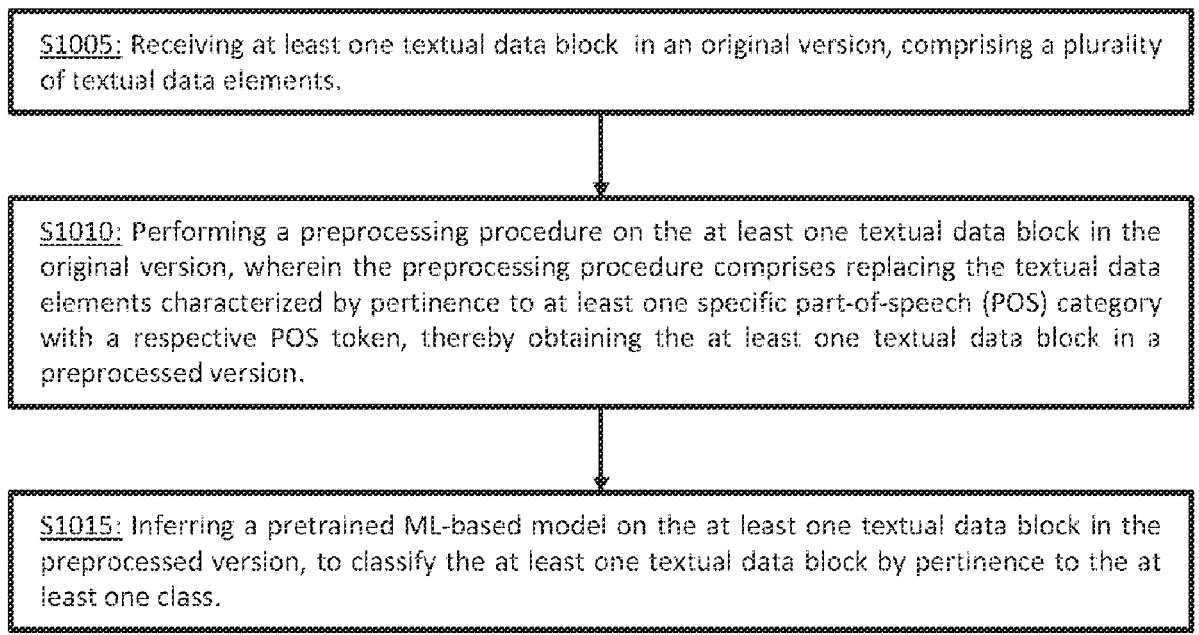 S1005: Receiving at least one textual data block in an original version, comprising a plurality
of textual data elements.
S1010: Performing a preprocessing procedure on the at least one textual data block in the
original version, wherein the preprocessing procedure comprises replacing the textual data
elements characterized by pertinence to at least one specific part-of-speech (POS) category
with a respective POS token, thereby obtaining the at least one textual data block in a
preprocessed version.
S1015: Inferring a pretrained ML-based model on the at least one textual data block in the
preprocessed version, to classify the at least one textual data block by pertinence to the at
least one class.